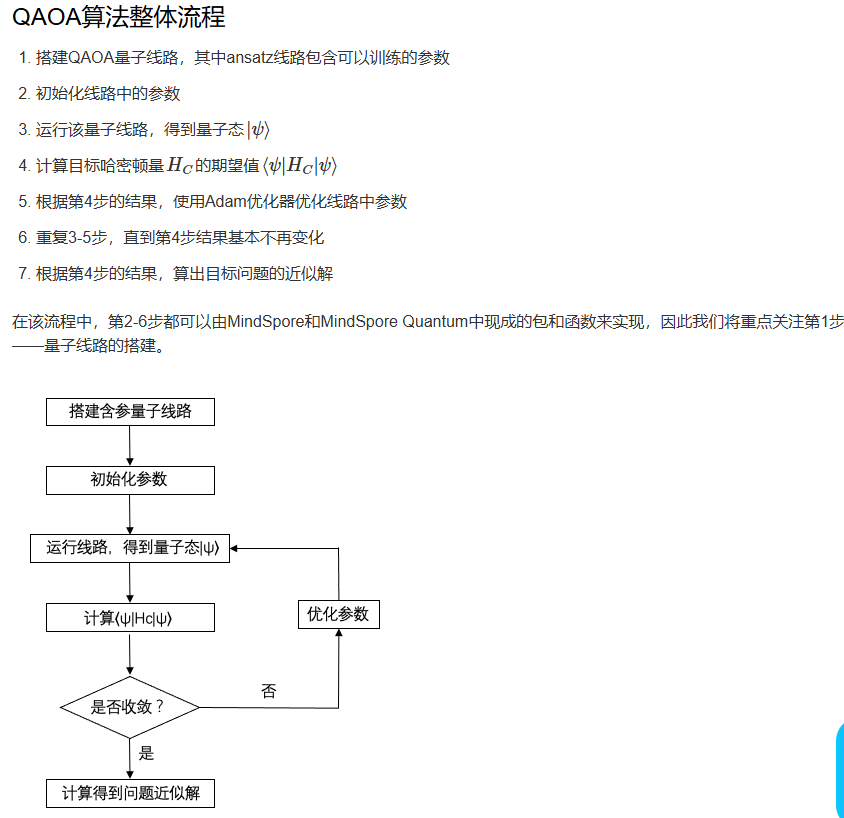 QAOA算法整体流程
1. 搭建QAOA量子线路，其中ansatz线路包含可以训练的参数
2. 初始化线路中的参数
3. 运行该量子线路，得到量子态|ψ⟩
4. 计算目标哈密顿量H_C的期望值⟨ψ|H_C|ψ⟩
5. 根据第4步的结果，使用Adam优化器优化线路中参数
6. 重复3-5步，直到第4步结果基本不再变化
7. 根据第4步的结果，算出目标问题的近似解
在该流程中，第2-6步都可以由MindSpore和MindSpore Quantum中现成的包和函数来实现，因此我们将重点关注第1步
——量子线路的搭建。
搭建含参量子线路
初始化参数
运行线路，得到量子态|ψ⟩
计算⟨ψ|Hc|ψ⟩
优化参数
是否收敛？
否
是
计算得到问题近似解